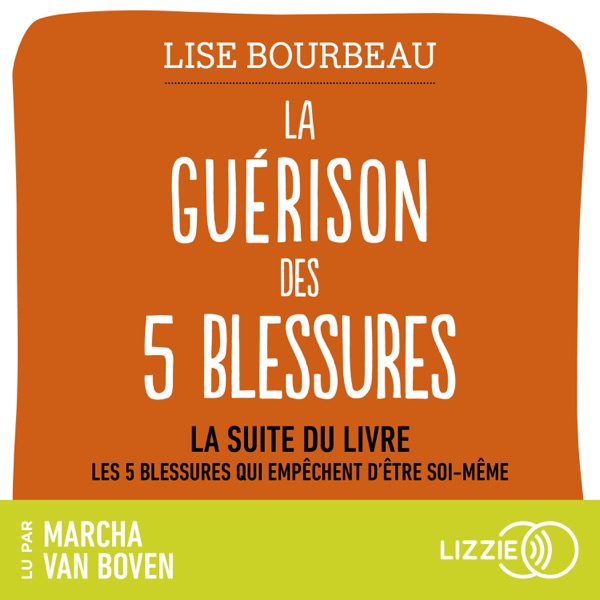 LISE BOURBEAU
LA
GUÉRISON
DES
5 BLESSURES
LA SUITE DU LIVRE
LES 5 BLESSURES QUI EMPÊCHENT D'ÊTRE SOI-MÊME
LU PAR
MARCHA
VAN BOVEN
LIZZIE